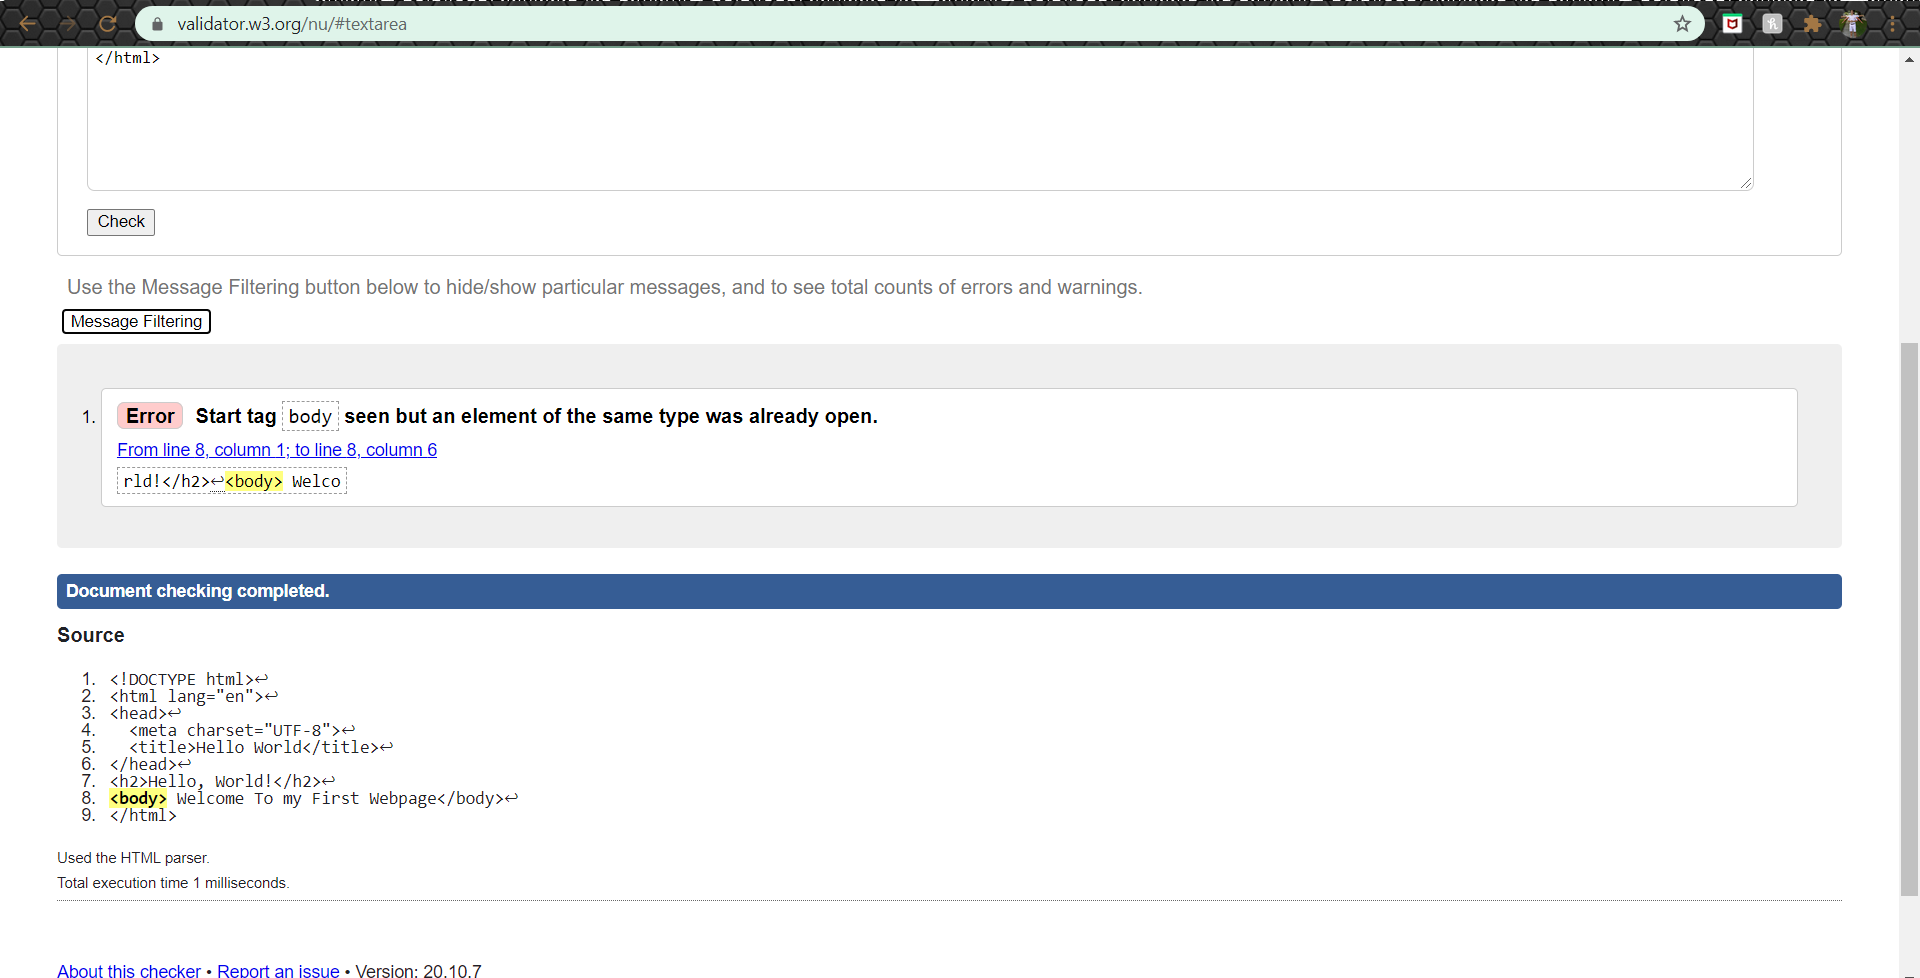 validator.w3.org/nu/#textarea
</html>
Check
Use the Message Filtering button below to hide/show particular messages, and to see total counts of errors and warnings.
Message Filtering
1. Error Start tag body seen but an element of the same type was already open.
From line 8, column 1; to line 8, column 6
rld!</h2>↩<body> Welco
Document checking completed.
Source
1. <!DOCTYPE html>↩
2. <html lang="en">↩
3. <head>↩
4.   <meta charset="UTF-8">↩
5.   <title>Hello World</title>↩
6. </head>↩
7. <h2>Hello, World!</h2>↩
8. <body> Welcome To my First Webpage</body>↩
9. </html>
Used the HTML parser.
Total execution time 1 milliseconds.
About this checker • Report an issue • Version: 20.10.7